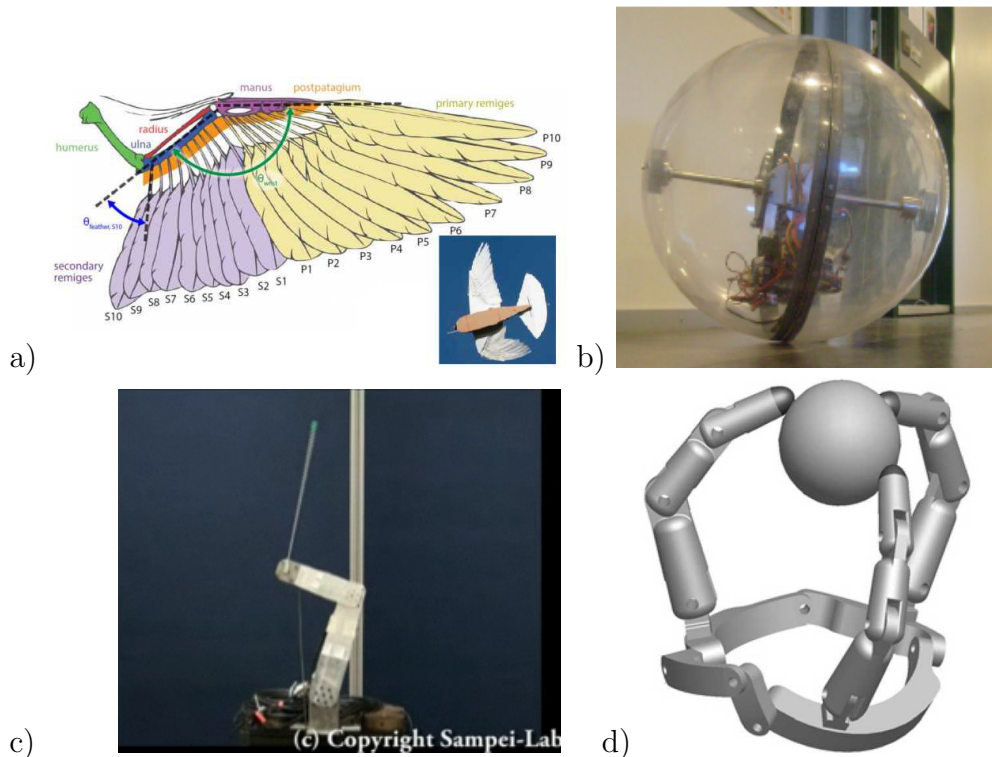 manus
postpatagium
primary remiges
radius
ulna
humerus
P10
P9
P8
θwrist
P7
θfeather, S10
P6
P5
P4
P3
P2
P1
secondary
remiges
S1
S2
S3
S4
S5
S6
S7
S8
S9
S10
a)
b)
(c) Copyright Sampei-Lab
c)
d)